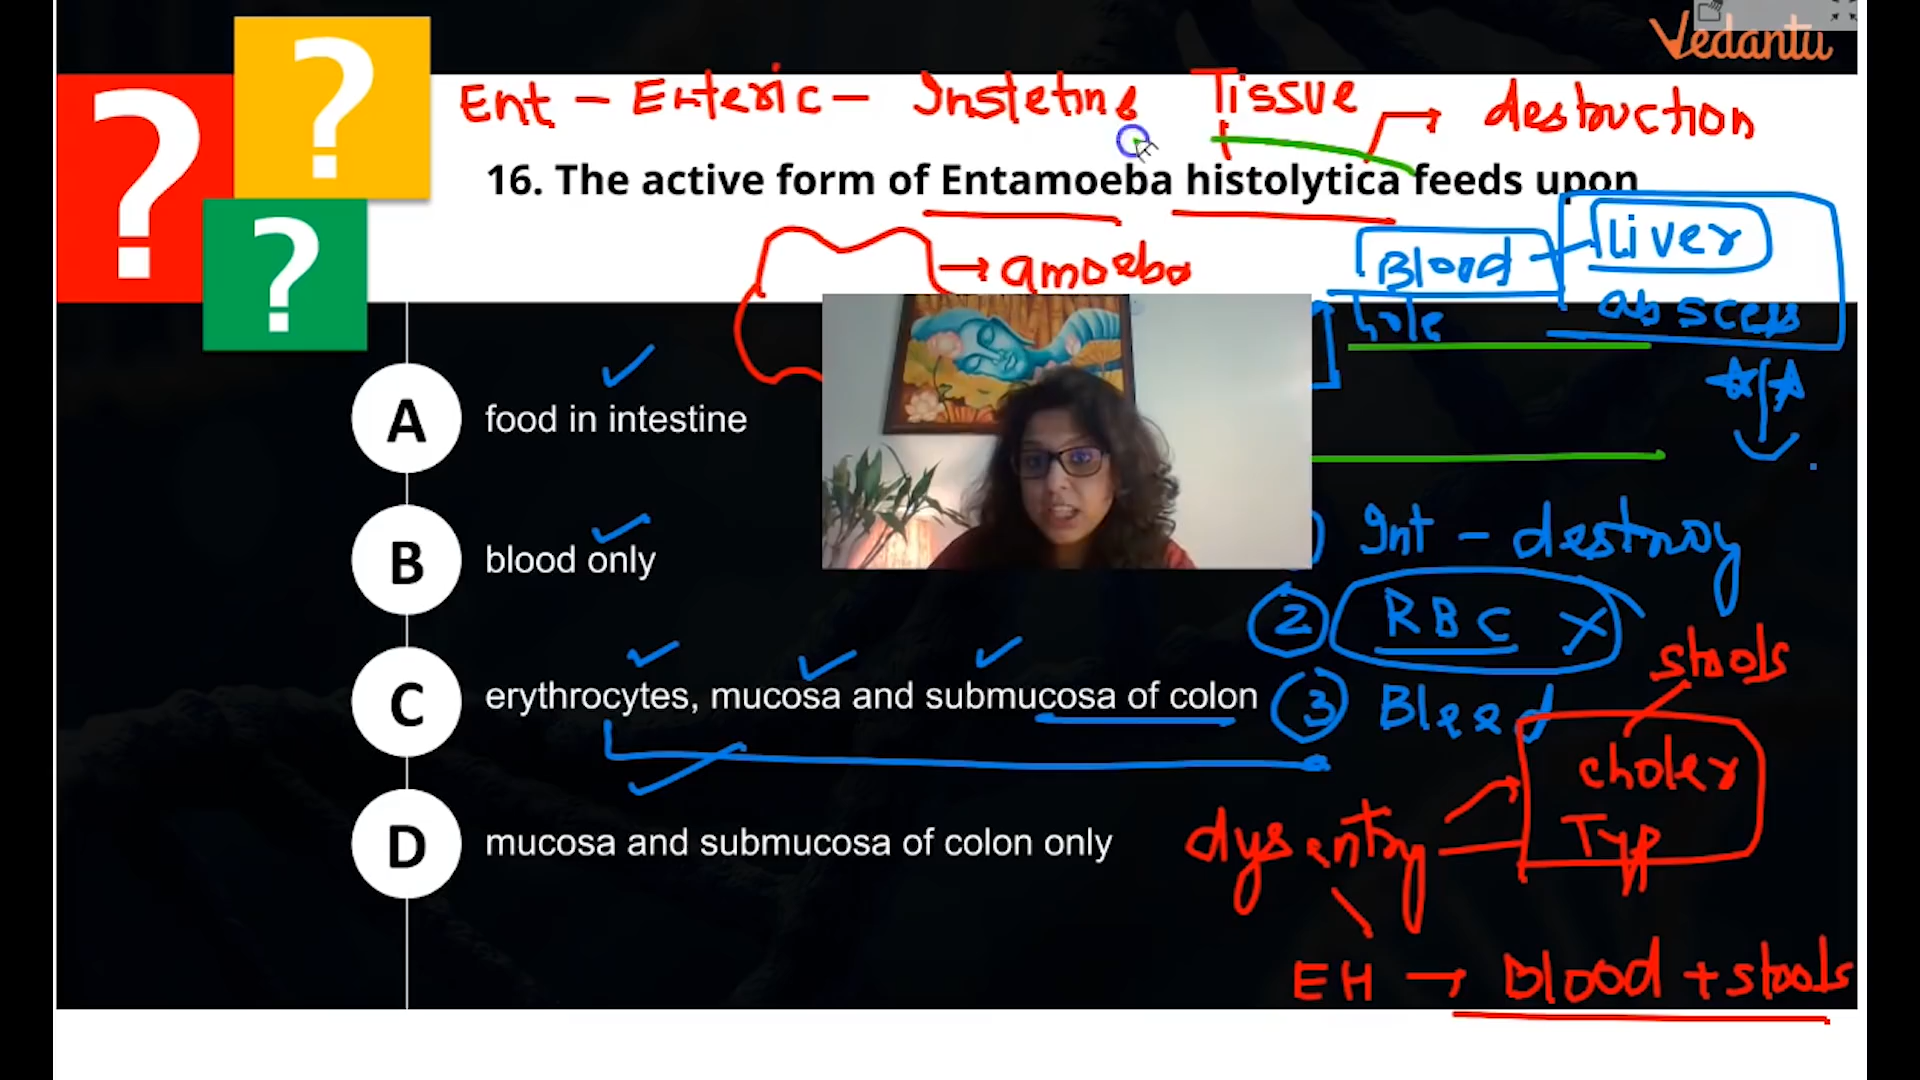 Vedantu
Ent - Enteric - Instetine Tissue → destruction
16. The active form of Entamoeba histolytica feeds upon
Liver
Blood
→ amoeba
hole
abscess
A food in intestine
Int - destroy
B blood only
2 RBC X
stools
C erythrocytes, mucosa and submucosa of colon
3 Bleed
choler
D mucosa and submucosa of colon only
dysentry
Typ
EH → Blood + stools